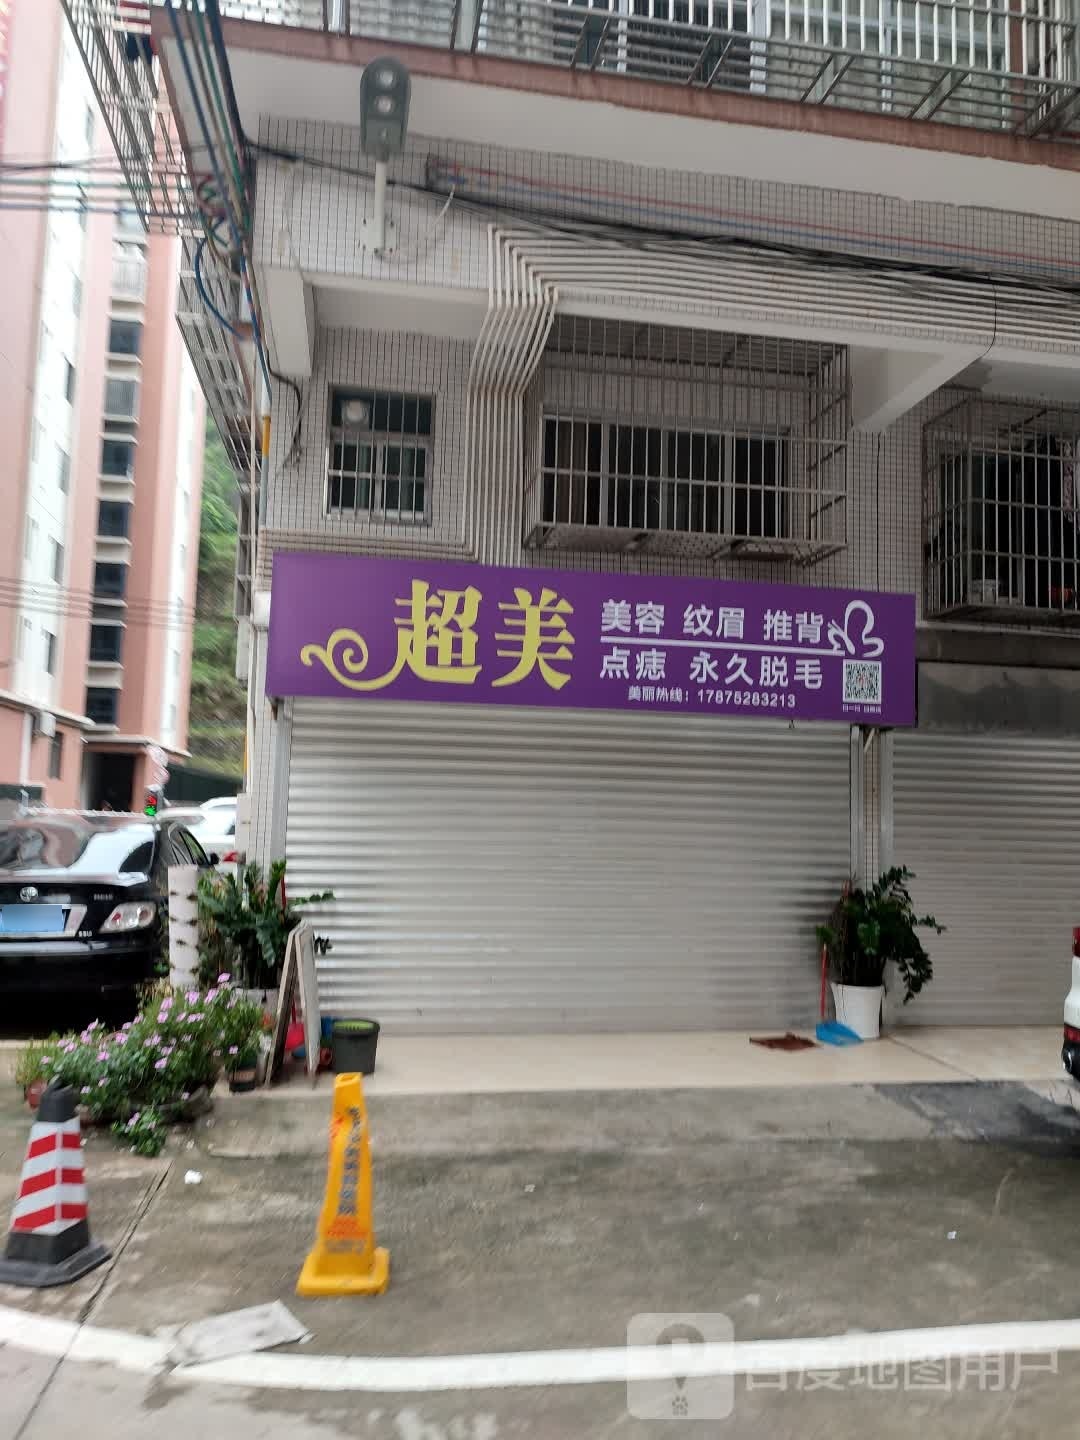 超美
美容 纹眉 推背
点痣 永久脱毛
美丽热线：17875283213
百度地图用户